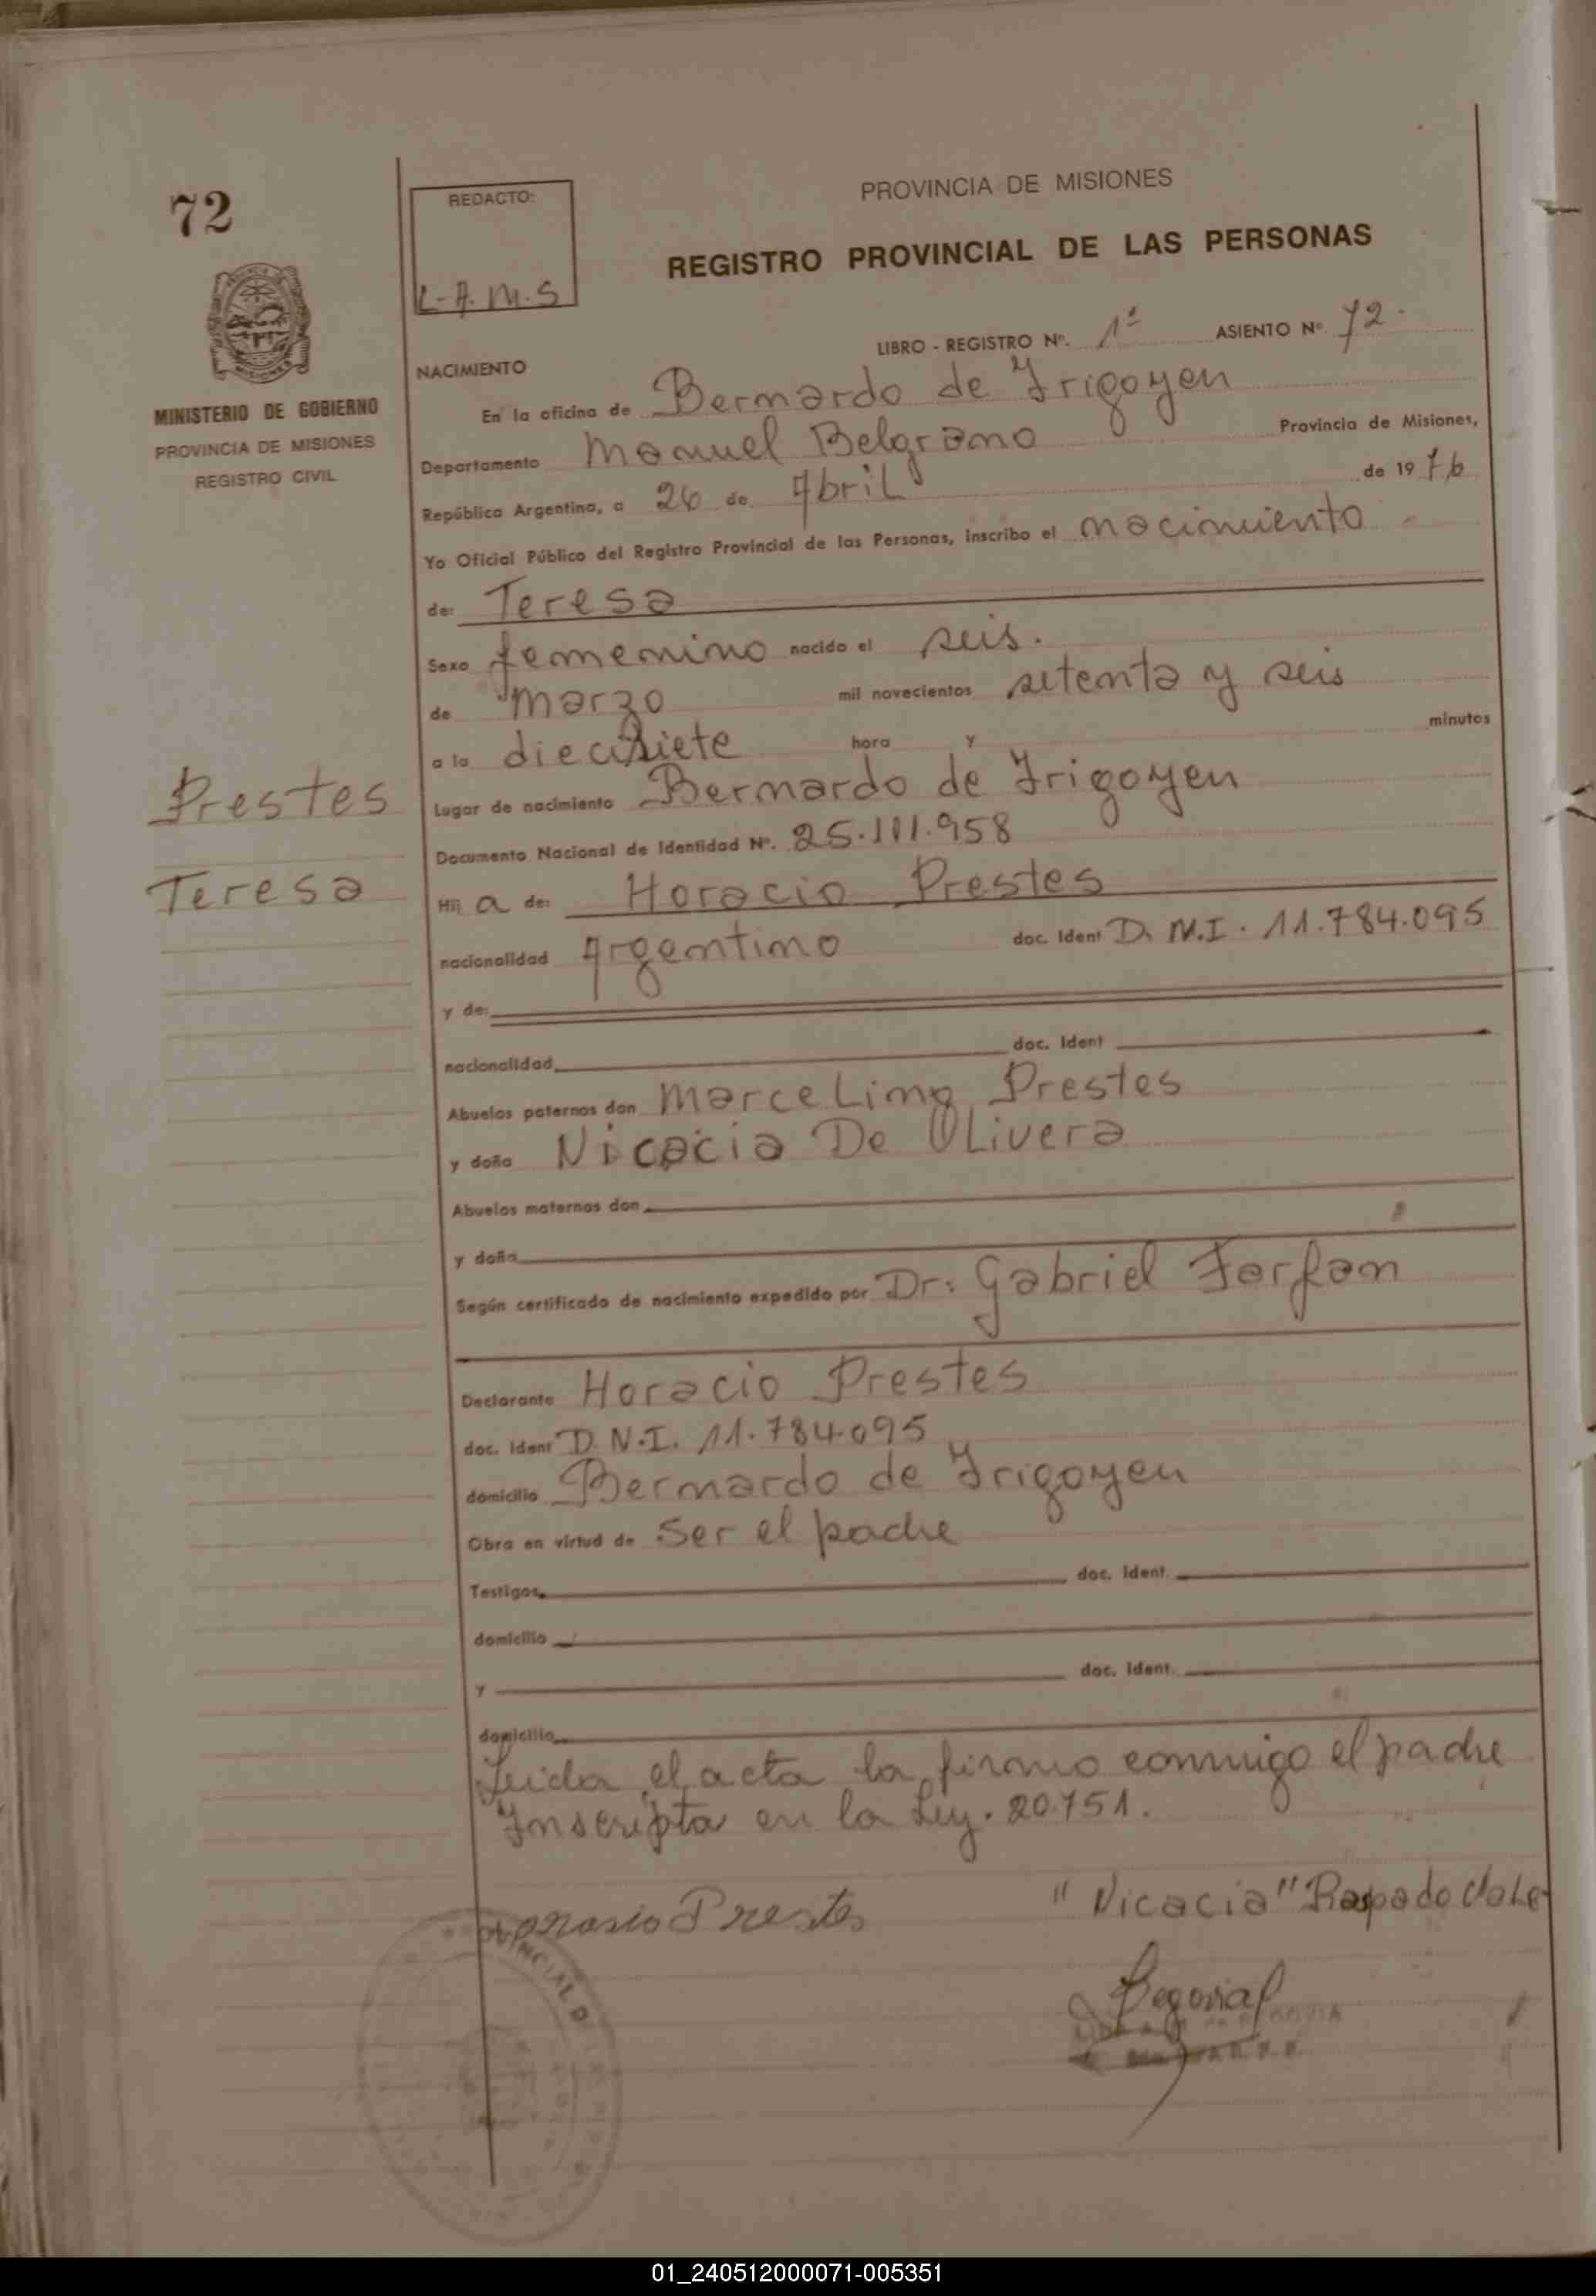 72
REDACTO:
L-A.M.S
PROVINCIA DE MISIONES
REGISTRO PROVINCIAL DE LAS PERSONAS
MINISTERIO DE GOBIERNO
PROVINCIA DE MISIONES
REGISTRO CIVIL
LIBRO - REGISTRO Nº. 1º ASIENTO Nº 72.
NACIMIENTO
En la oficina de Bernardo de Irigoyen
Departamento Manuel Belgrano Provincia de Misiones,
República Argentina, a 26 de Abril de 1976
Yo Oficial Público del Registro Provincial de las Personas, inscribo el nacimiento
de: Teresa
Sexo femenino nacido el seis.
de marzo mil novecientos setenta y seis
a la diecisiete hora y minutos
Prestes
Teresa
Lugar de nacimiento Bernardo de Irigoyen
Documento Nacional de Identidad Nº. 25.111.958
Hij a de: Horacio Prestes
nacionalidad Argentino doc. Ident D. N.I. 11.784.095
y de:
nacionalidad doc. Ident
Abuelos paternos don Marcelino Prestes
y doña Nicacia De Olivera
Abuelos maternos don
y doña
Según certificado de nacimiento expedido por Dr: Gabriel Farfan
Declarante Horacio Prestes
doc. Ident D. N.I. 11.784.095
domicilio Bernardo de Irigoyen
Obra en virtud de Ser el padre
Testigos doc. Ident.
domicilio
y doc. Ident.
domicilio
Leida el acta la firmo conmigo el padre
Inscripta en la Ley. 20.751.
"Nicacia" Raspado Vale
Horacio Prestes
Segovia
01_240512000071-005351